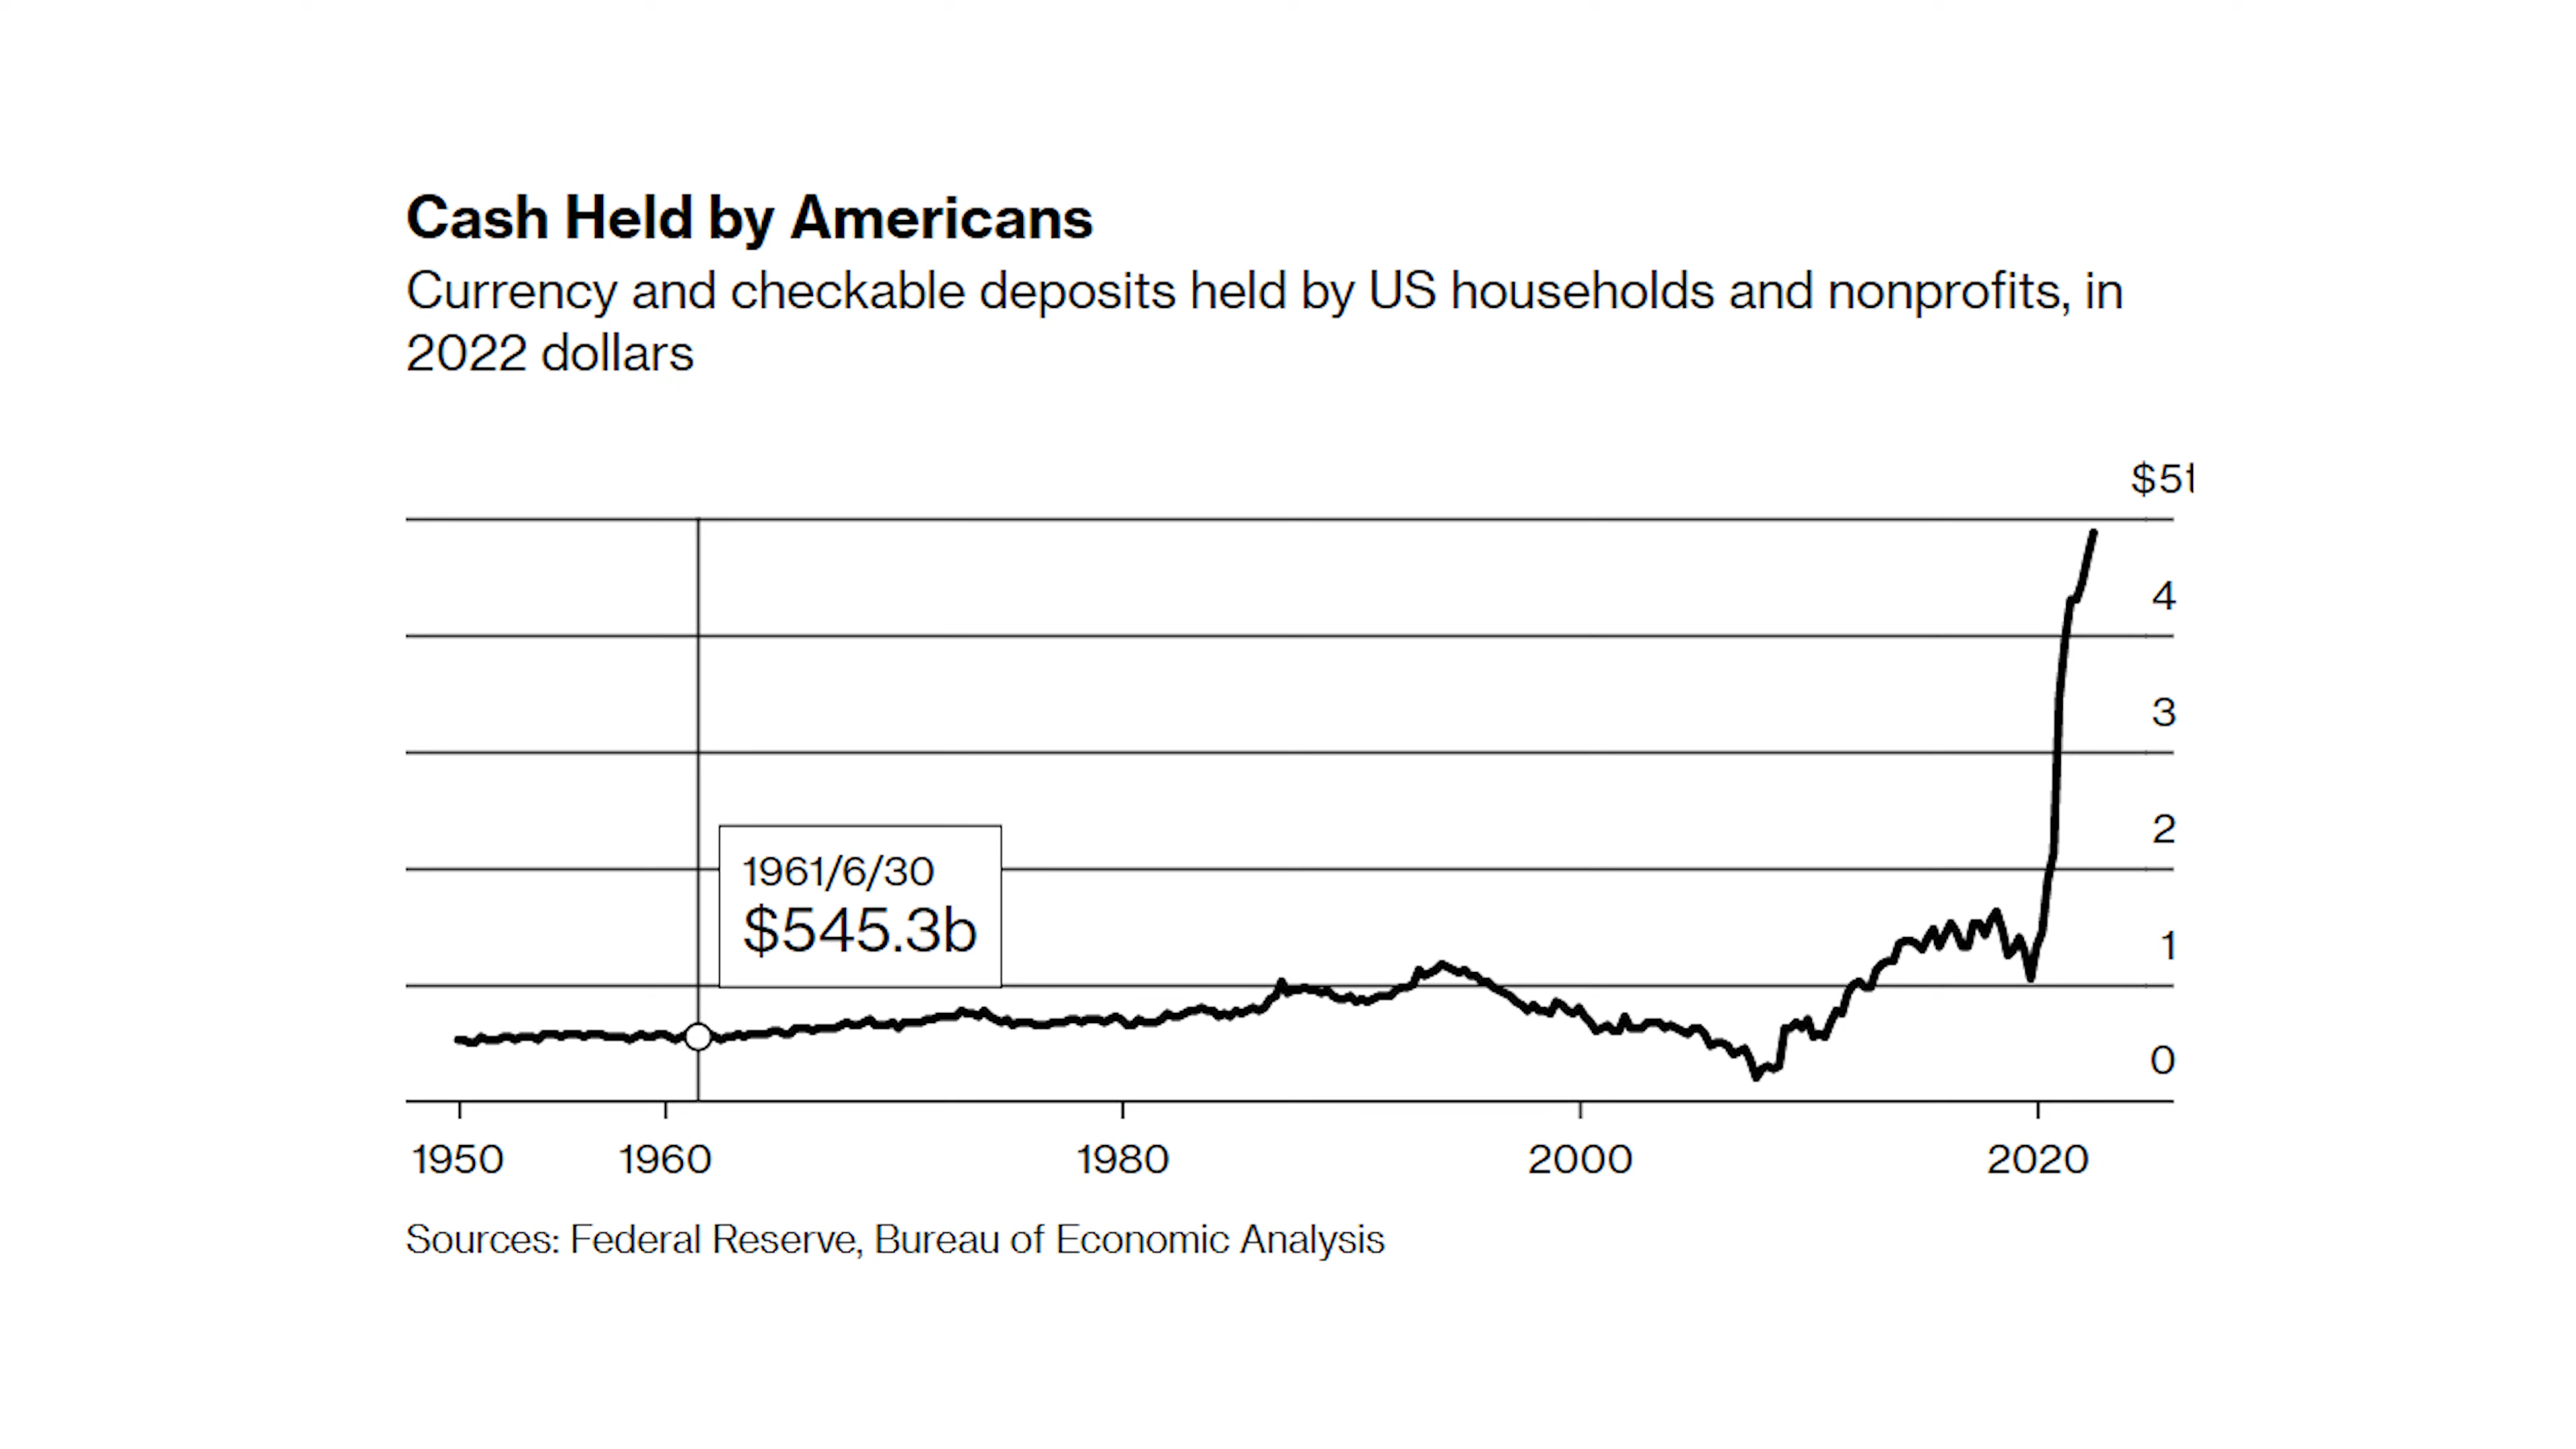 Cash Held by Americans
Currency and checkable deposits held by US households and nonprofits, in
2022 dollars
$5t
4
3
2
1961/6/30
$545.3b
1
0
1950 1960 1980 2000 2020
Sources: Federal Reserve, Bureau of Economic Analysis